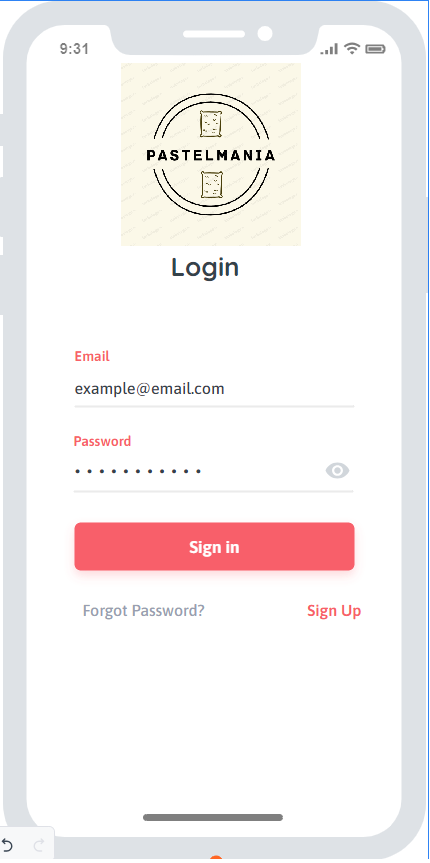 9:31
PASTELMANIA
Login
Email
example@email.com
Password
• • • • • • • • • • •
Sign in
Forgot Password? Sign Up